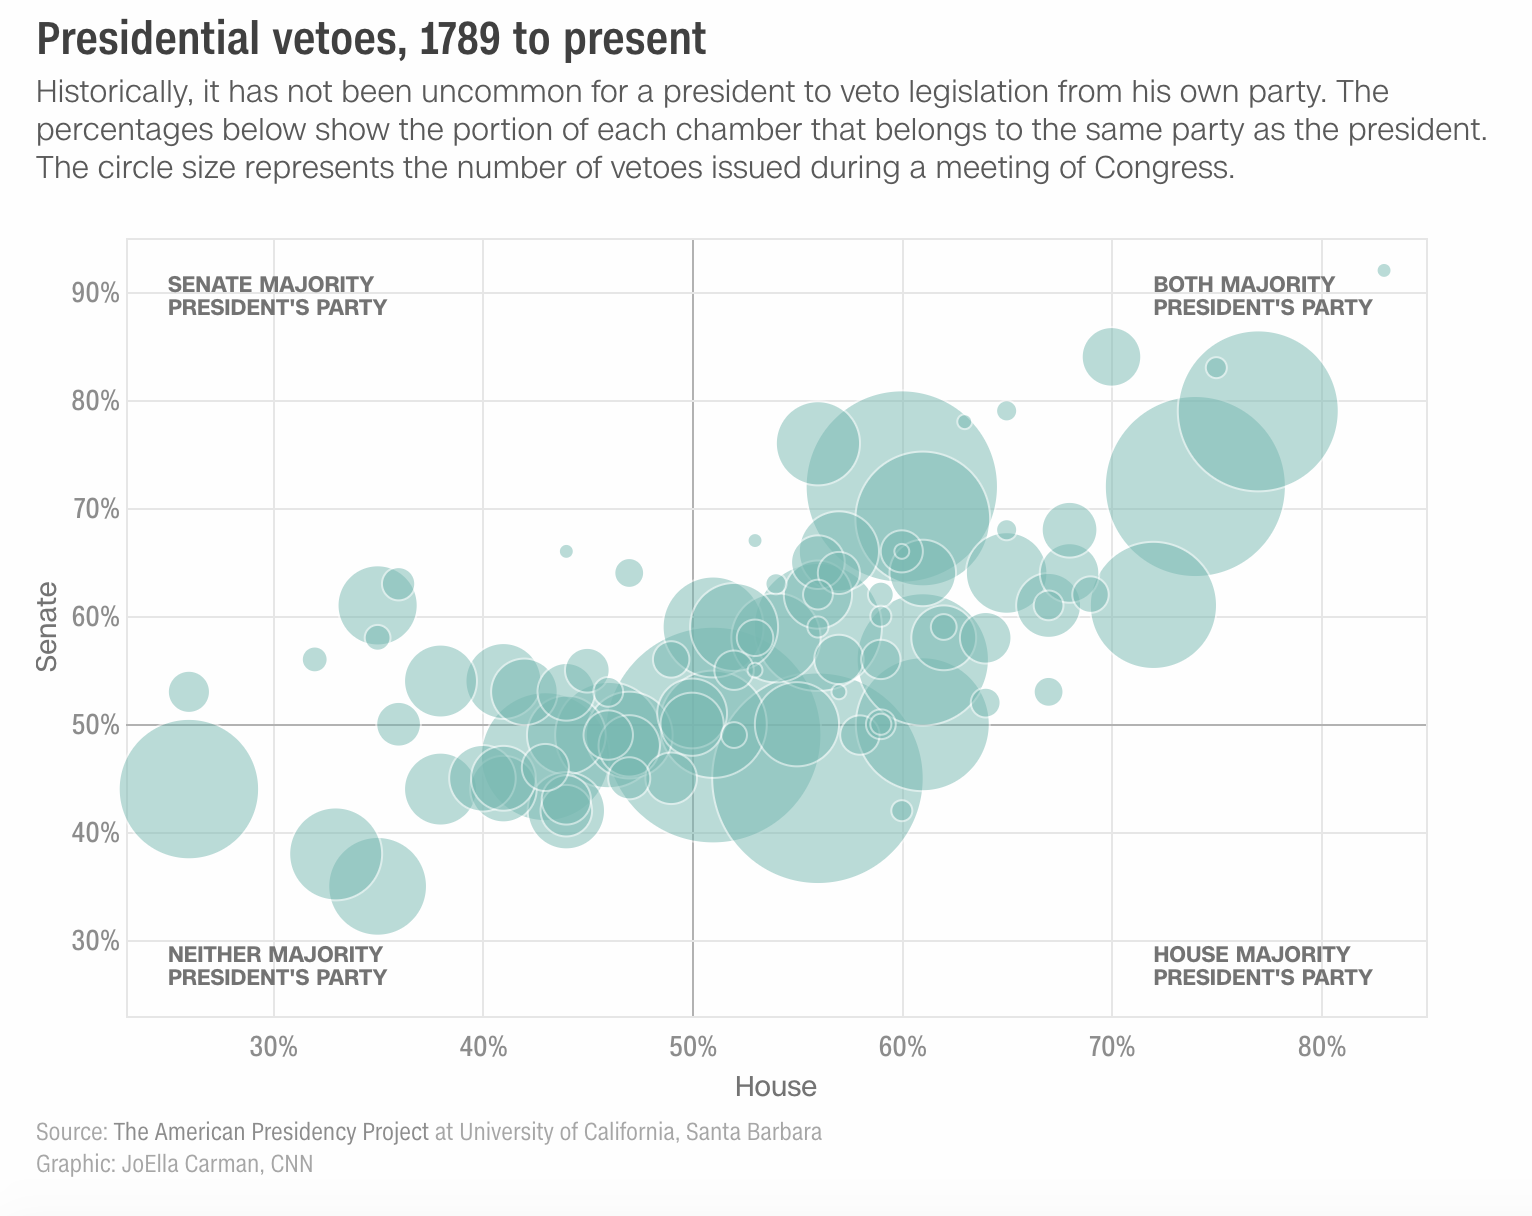 Presidential vetoes, 1789 to present
Historically, it has not been uncommon for a president to veto legislation from his own party. The
percentages below show the portion of each chamber that belongs to the same party as the president.
The circle size represents the number of vetoes issued during a meeting of Congress.
SENATE MAJORITY
PRESIDENT'S PARTY
BOTH MAJORITY
PRESIDENT'S PARTY
90%
80%
70%
60%
50%
40%
30%
Senate
NEITHER MAJORITY
PRESIDENT'S PARTY
HOUSE MAJORITY
PRESIDENT'S PARTY
30%
40%
50%
60%
70%
80%
House
Source: The American Presidency Project at University of California, Santa Barbara
Graphic: JoElla Carman, CNN